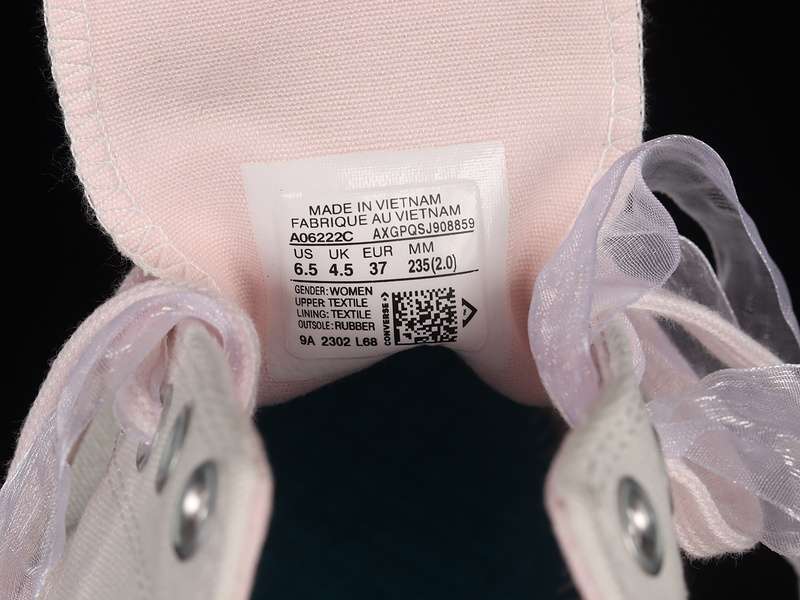 MADE IN VIETNAM
FABRIQUE AU VIETNAM
A06222C AXGPQSJ908859
US UK EUR MM
6.5 4.5 37 235(2.0)
GENDER: WOMEN
UPPER: TEXTILE
LINING: TEXTILE
OUTSOLE: RUBBER
9A 2302 L68
CONVERSE